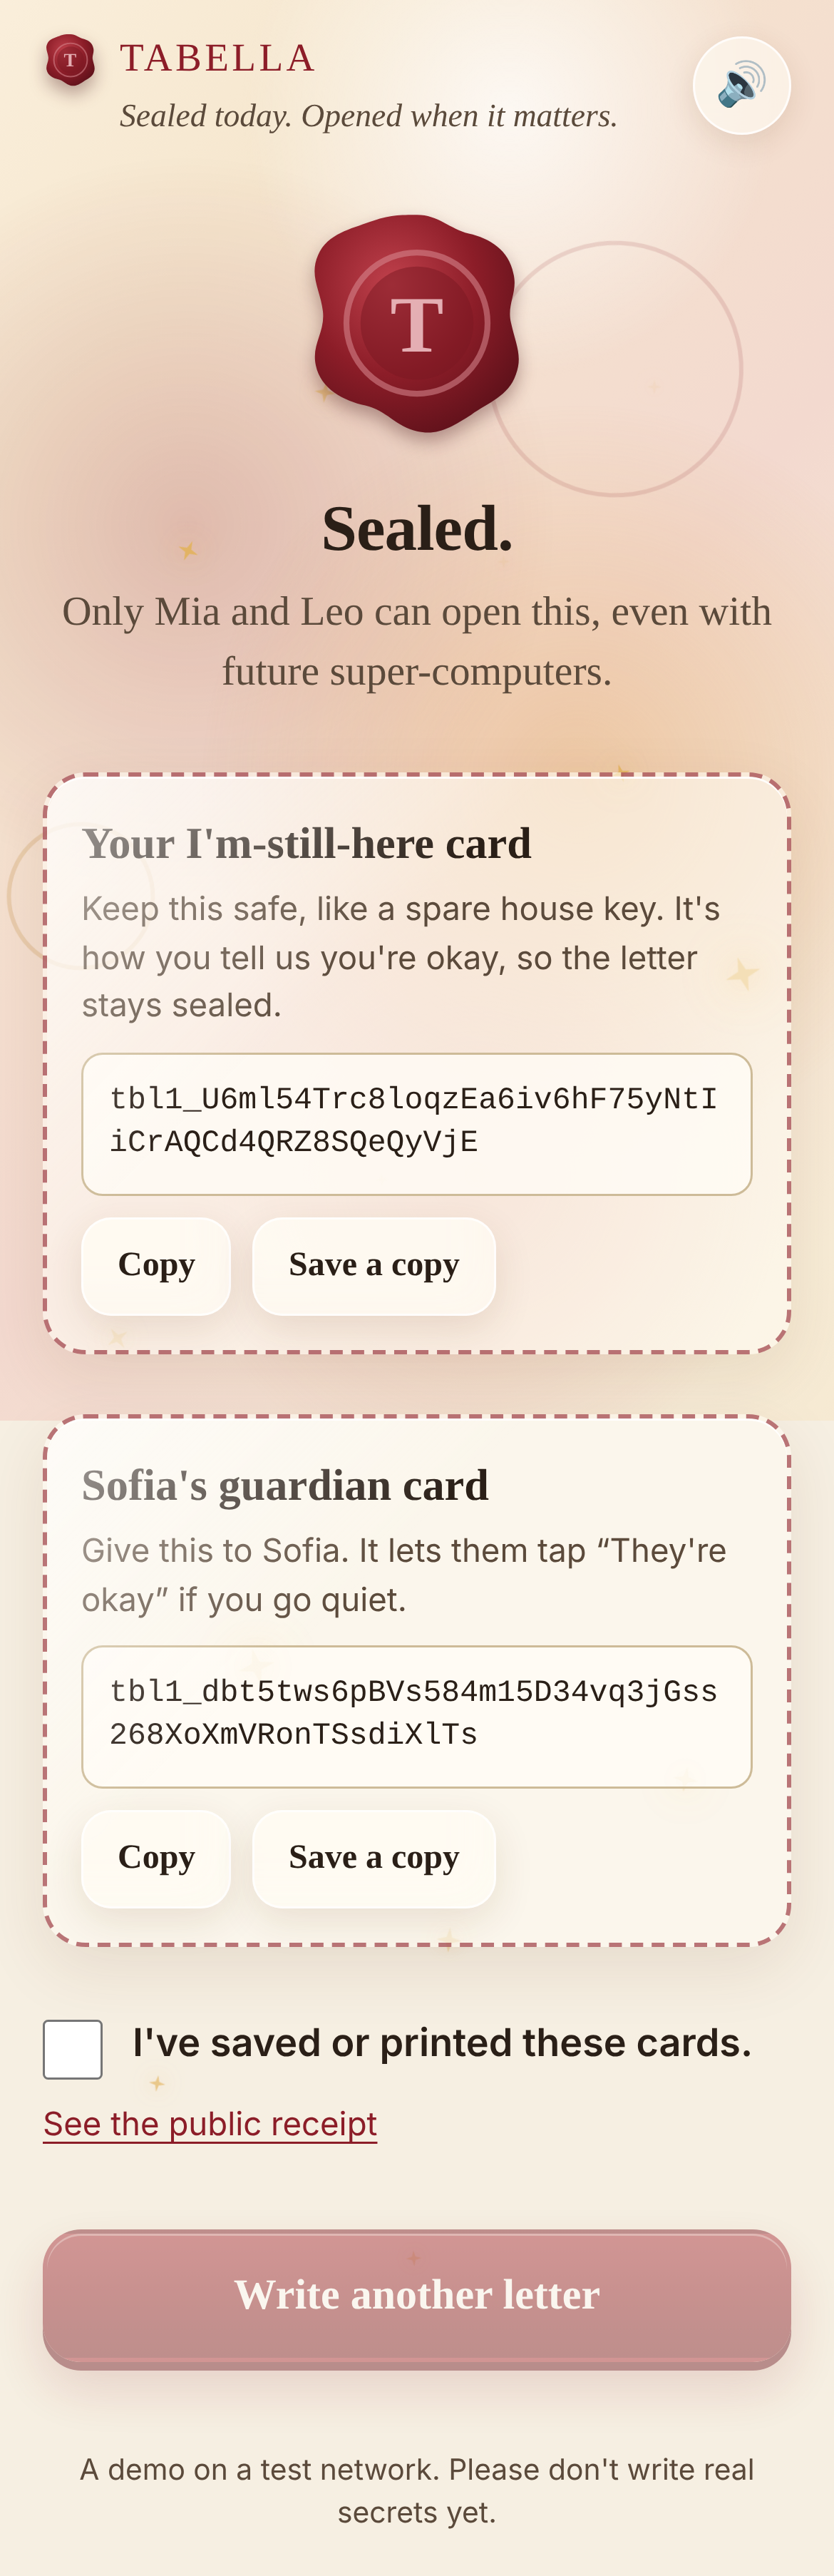 T
TABELLA
Sealed today. Opened when it matters.
T
Sealed.
Only Mia and Leo can open this, even with
future super-computers.
Your I'm-still-here card
Keep this safe, like a spare house key. It's
how you tell us you're okay, so the letter
stays sealed.
tbl1_U6ml54Trc8loqzEa6iv6hF75yNtI
iCrAQCd4QRZ8SQeQyVjE
Copy
Save a copy
Sofia's guardian card
Give this to Sofia. It lets them tap “They're
okay” if you go quiet.
tbl1_dbt5tws6pBVs584m15D34vq3jGss
268XoXmVRonTSsdiXlTs
Copy
Save a copy
I've saved or printed these cards.
See the public receipt
Write another letter
A demo on a test network. Please don't write real
secrets yet.